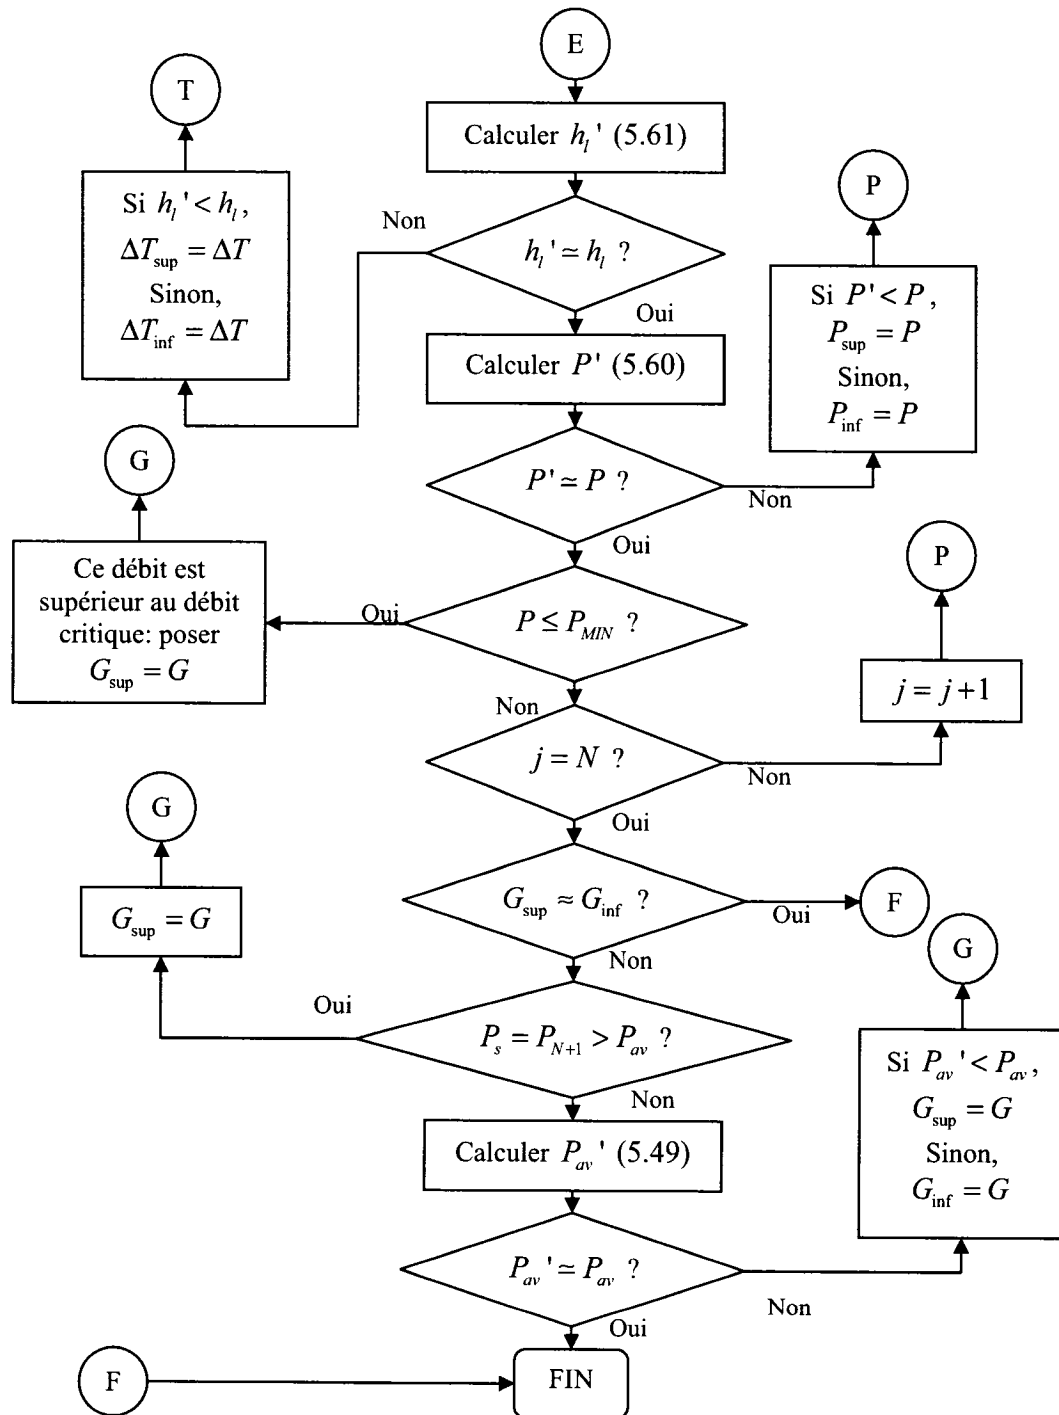 E
T
Calculer h_l' (5.61)
P
Si h_l' < h_l,
ΔT_sup = ΔT
Sinon,
ΔT_inf = ΔT
Non
h_l' ≃ h_l ?
Oui
Si P' < P,
P_sup = P
Sinon,
P_inf = P
Calculer P' (5.60)
G
P' ≃ P ?
Non
Oui
P
Ce débit est
supérieur au débit
critique: poser
G_sup = G
Oui
P ≤ P_MIN ?
Non
j = j+1
j = N ?
Non
Oui
G
G_sup = G
G_sup ≈ G_inf ?
Oui
F
Non
G
Oui
P_s = P_{N+1} > P_av ?
Non
Si P_av' < P_av,
G_sup = G
Sinon,
G_inf = G
Calculer P_av' (5.49)
P_av' ≃ P_av ?
Non
Oui
F
FIN